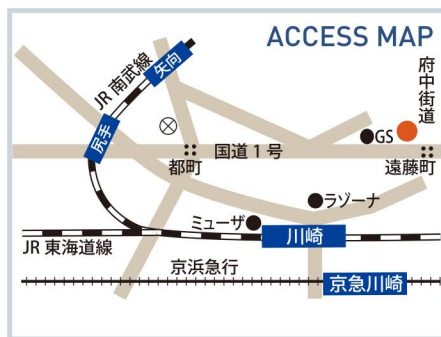 ACCESS MAP
JR 南武線
矢向
府中街道
尻手
GS
国道1号
都町
遠藤町
ラゾーナ
ミューザ
川崎
JR 東海道線
京浜急行
京急川崎